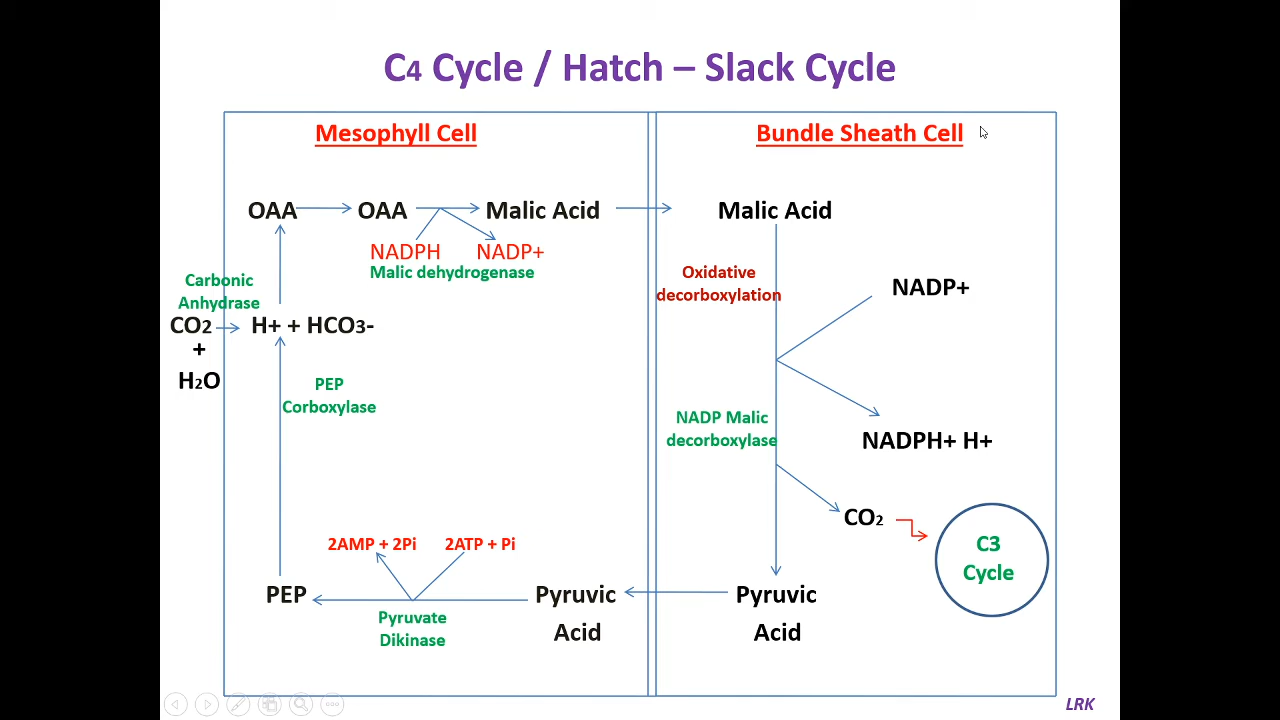 C4 Cycle / Hatch – Slack Cycle
Mesophyll Cell
Bundle Sheath Cell
OAA
OAA
Malic Acid
Malic Acid
NADPH
NADP+
Malic dehydrogenase
Carbonic
Anhydrase
CO2
+
H2O
H+ + HCO3-
PEP
Corboxylase
Oxidative
decorboxylation
NADP+
NADP Malic
decorboxylase
NADPH+ H+
CO2
C3
Cycle
2AMP + 2Pi
2ATP + Pi
PEP
Pyruvate
Dikinase
Pyruvic
Acid
Pyruvic
Acid
LRK